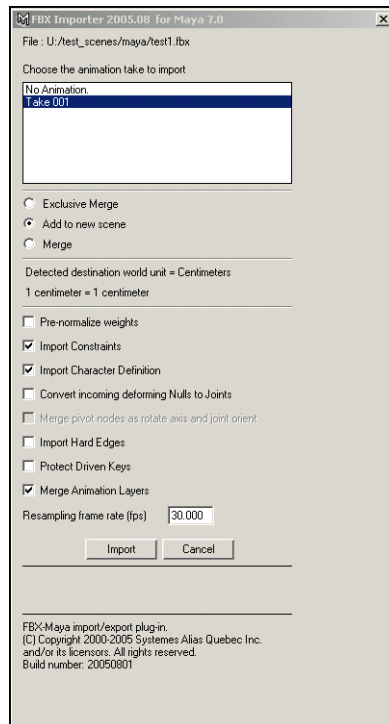 FBX Importer 2005.08 for Maya 7.0
File : U:/test_scenes/maya/test1.fbx
Choose the animation take to import
No Animation.
Take 001
Exclusive Merge
Add to new scene
Merge
Detected destination world unit = Centimeters
1 centimeter = 1 centimeter
Pre-normalize weights
Import Constraints
Import Character Definition
Convert incoming deforming Nulls to Joints
Merge pivot nodes as rotate axis and joint orient
Import Hard Edges
Protect Driven Keys
Merge Animation Layers
Resampling frame rate (fps) 30.000
Import Cancel
FBX-Maya import/export plug-in.
(C) Copyright 2000-2005 Systemes Alias Quebec Inc.
and/or its licensors. All rights reserved.
Build number: 20050801